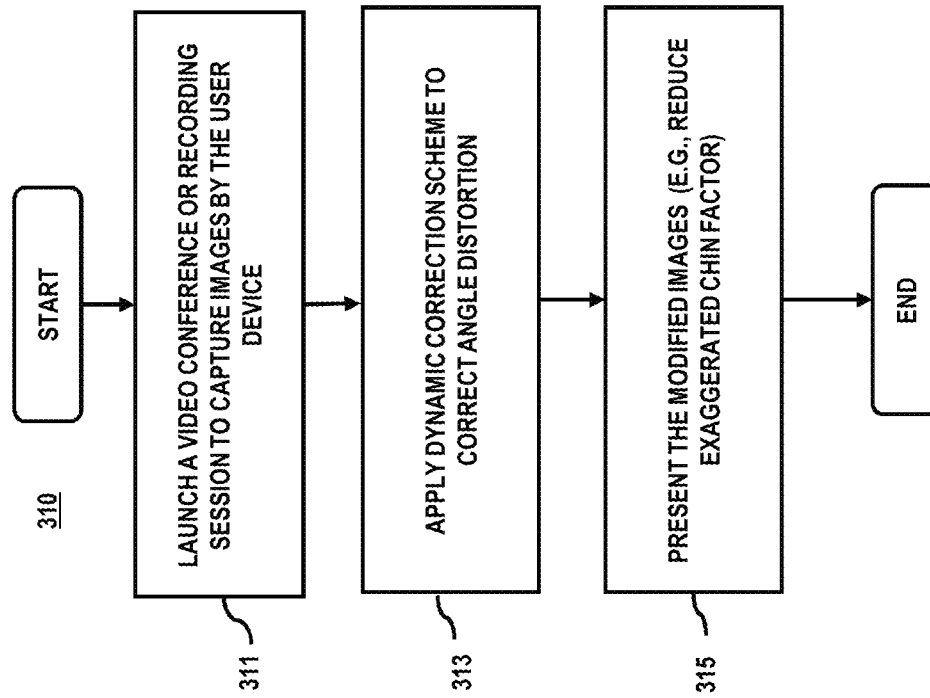 310
START
LAUNCH A VIDEO CONFERENCE OR RECORDING
SESSION TO CAPTURE IMAGES BY THE USER
DEVICE
311
APPLY DYNAMIC CORRECTION SCHEME TO
CORRECT ANGLE DISTORTION
313
PRESENT THE MODIFIED IMAGES (E.G., REDUCE
EXAGGERATED CHIN FACTOR)
315
END